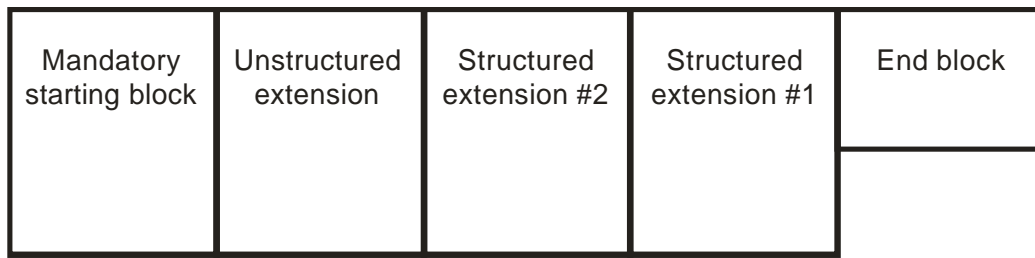 Mandatory
starting block
Unstructured
extension
Structured
extension #2
Structured
extension #1
End block